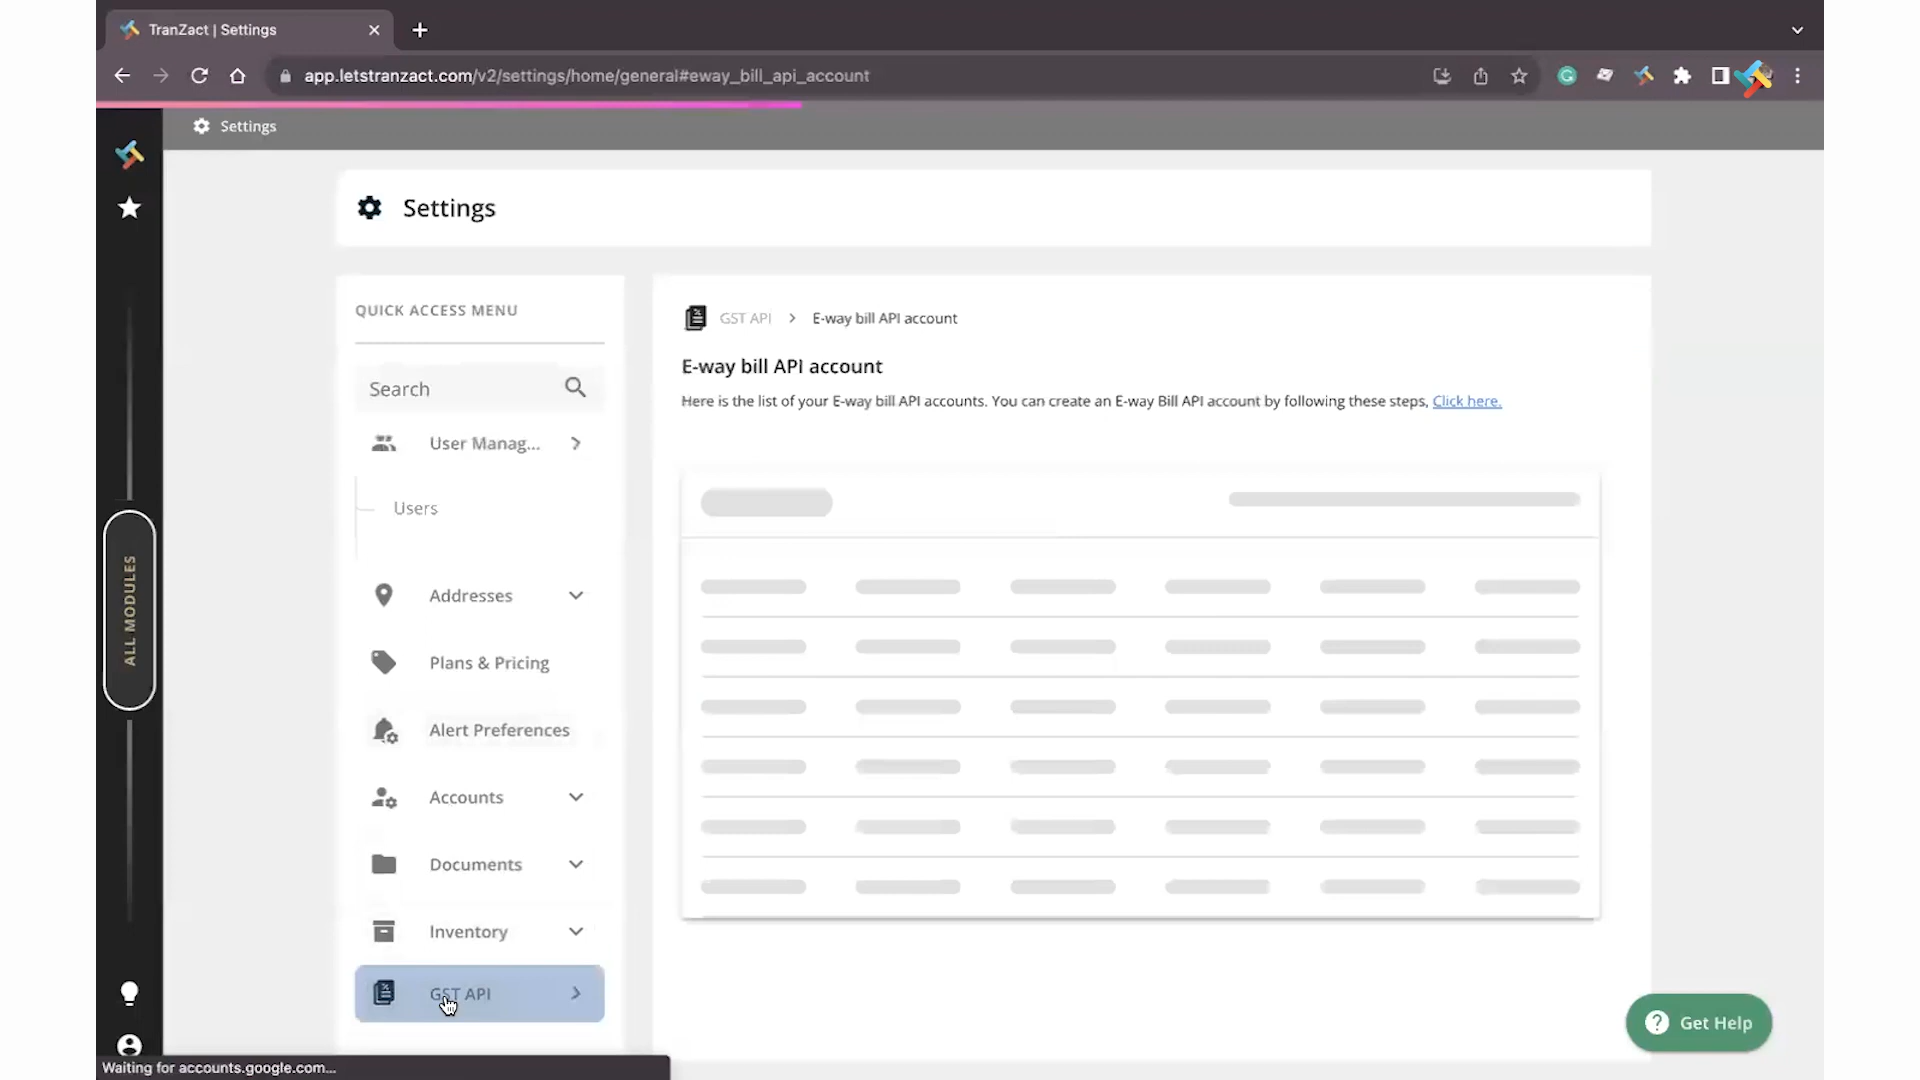 TranZact | Settings
app.letstranzact.com/v2/settings/home/general#eway_bill_api_account
Settings
Settings
QUICK ACCESS MENU
Search
User Manag...
Users
Addresses
Plans & Pricing
Alert Preferences
Accounts
Documents
Inventory
GST API
ALL MODULES
GST API > E-way bill API account
E-way bill API account
Here is the list of your E-way bill API accounts. You can create an E-way Bill API account by following these steps, Click here.
Get Help
Waiting for accounts.google.com...